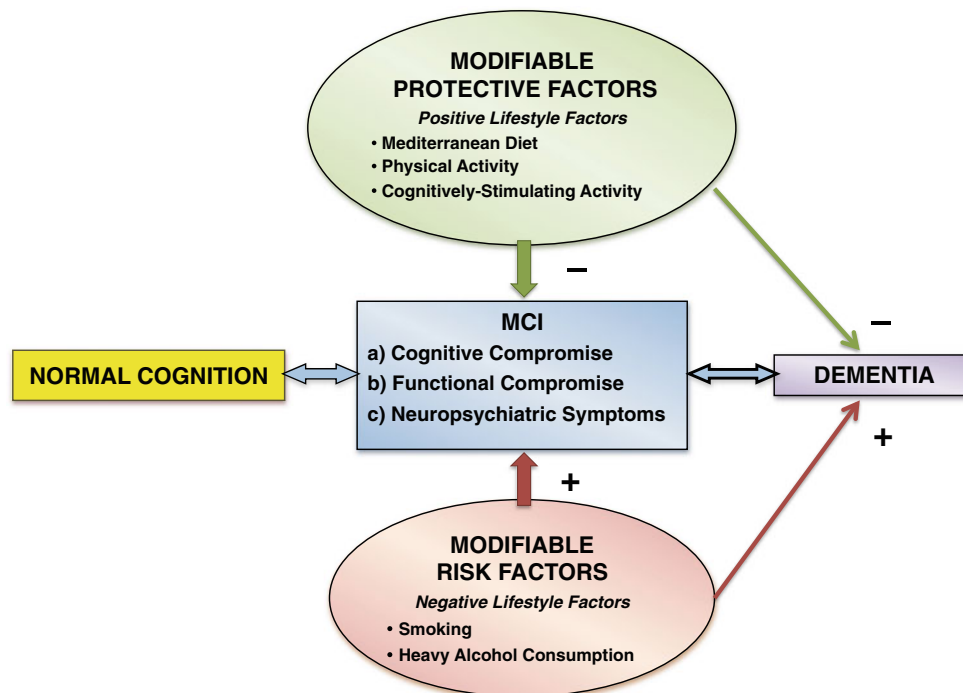 MODIFIABLE
PROTECTIVE FACTORS
Positive Lifestyle Factors
• Mediterranean Diet
• Physical Activity
• Cognitively-Stimulating Activity
–
–
MCI
a) Cognitive Compromise
b) Functional Compromise
c) Neuropsychiatric Symptoms
NORMAL COGNITION
DEMENTIA
+
+
MODIFIABLE
RISK FACTORS
Negative Lifestyle Factors
• Smoking
• Heavy Alcohol Consumption